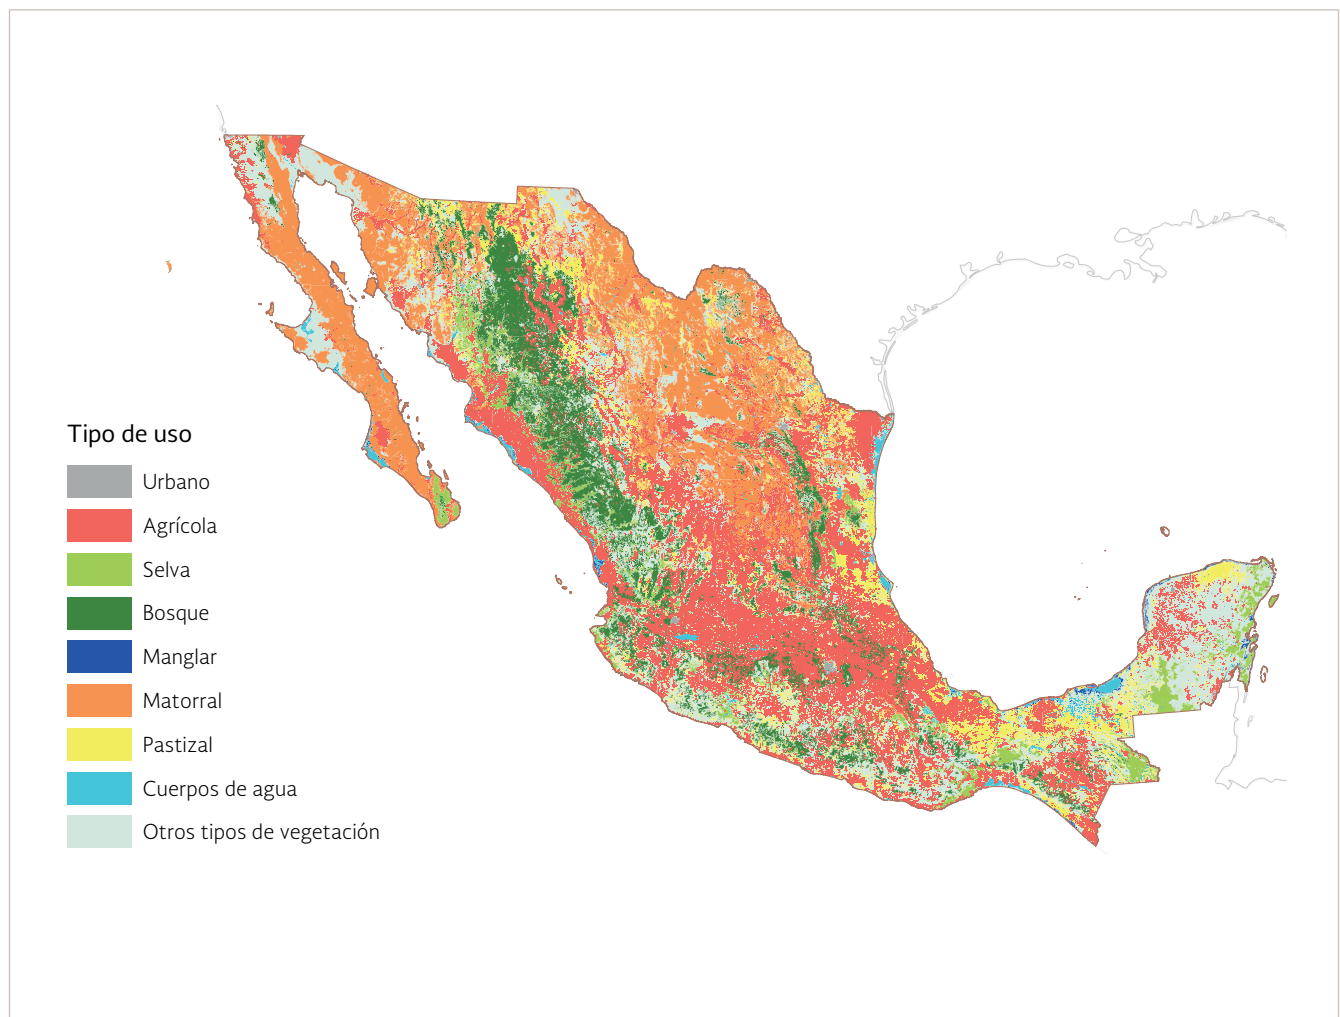 Tipo de uso
Urbano
Agrícola
Selva
Bosque
Manglar
Matorral
Pastizal
Cuerpos de agua
Otros tipos de vegetación